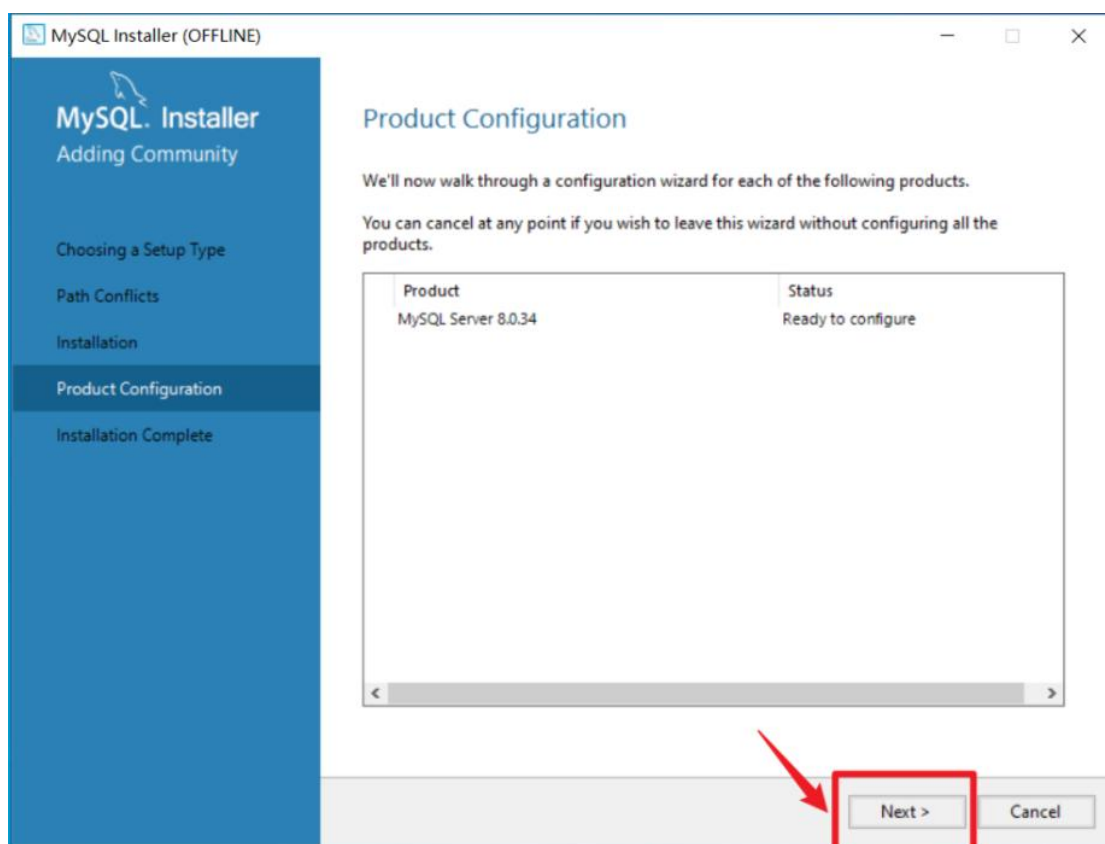 MySQL Installer (OFFLINE)
MySQL. Installer
Adding Community
Choosing a Setup Type
Path Conflicts
Installation
Product Configuration
Installation Complete
Product Configuration
We'll now walk through a configuration wizard for each of the following products.
You can cancel at any point if you wish to leave this wizard without configuring all the
products.
Product Status
MySQL Server 8.0.34 Ready to configure
Next > Cancel